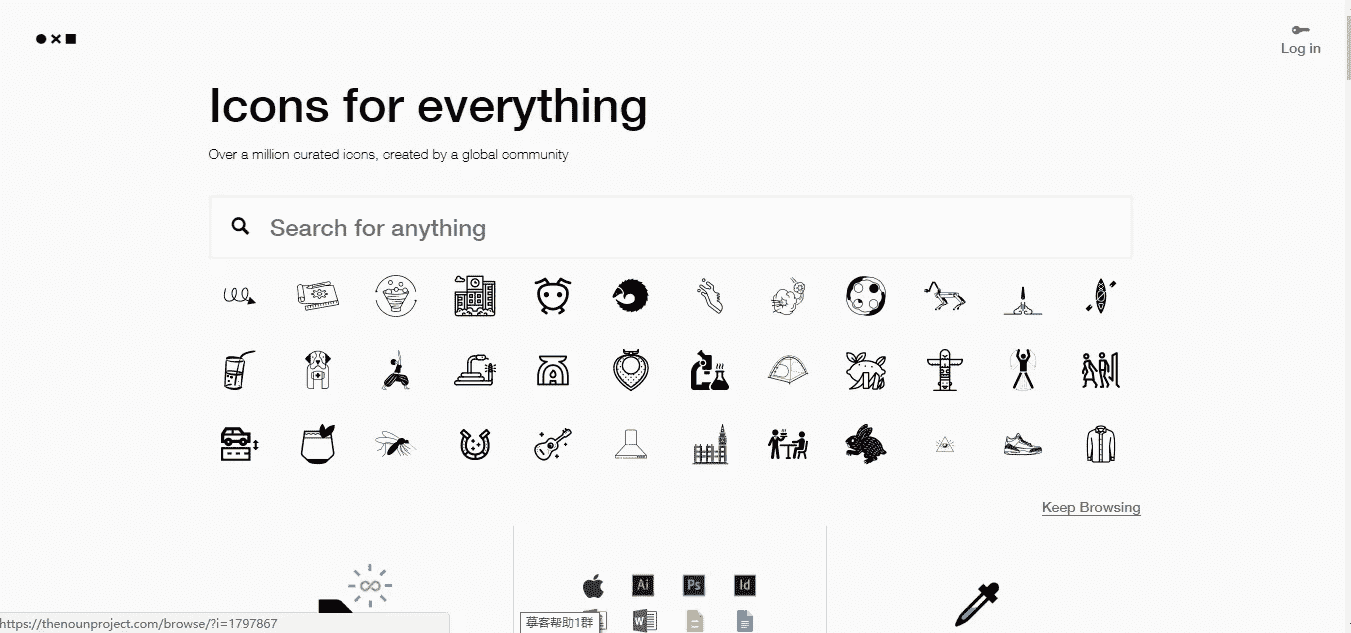 Log in
Icons for everything
Over a million curated icons, created by a global community
Search for anything
Keep Browsing
Ai
Ps
Id
W
https://thenounproject.com/browse/?i=1797867
摹客帮助1群